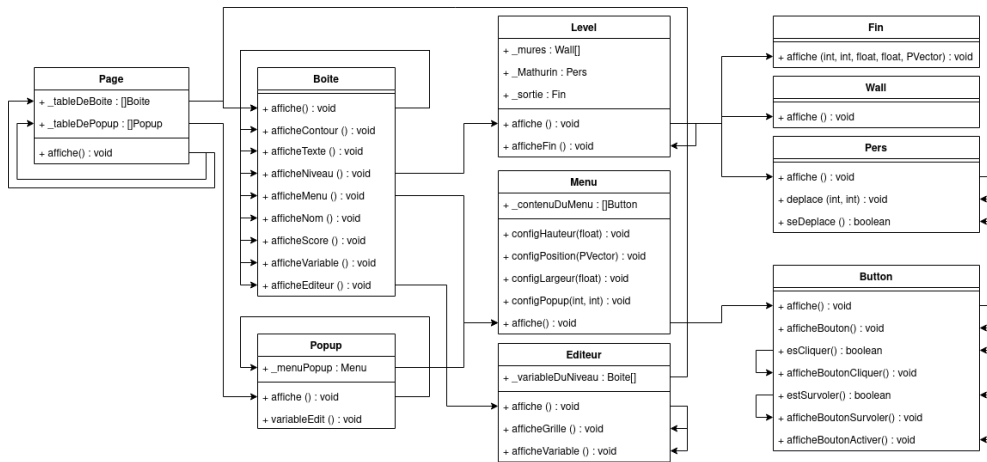 Page
+ _tableDeBoite : []Boite
+ _tableDePopup : []Popup
+ affiche() : void
Boite
+ affiche() : void
+ afficheContour () : void
+ afficheTexte () : void
+ afficheNiveau () : void
+ afficheMenu () : void
+ afficheNom () : void
+ afficheScore () : void
+ afficheVariable () : void
+ afficheEditeur () : void
Popup
+ _menuPopup : Menu
+ affiche () : void
+ variableEdit () : void
Level
+ _mures : Wall[]
+ _Mathurin : Pers
+ _sortie : Fin
+ affiche () : void
+ afficheFin () : void
Menu
+ _contenuDuMenu : []Button
+ configHauteur(float) : void
+ configPosition(PVector) : void
+ configLargeur(float) : void
+ configPopup(int, int) : void
+ affiche() : void
Editeur
+ _variableDuNiveau : Boite[]
+ affiche () : void
+ afficheGrille () : void
+ afficheVariable () : void
Fin
+ affiche (int, int, float, float, PVector) : void
Wall
+ affiche () : void
Pers
+ affiche () : void
+ deplace (int, int) : void
+ seDeplace () : boolean
Button
+ affiche() : void
+ afficheBouton() : void
+ esCliquer() : boolean
+ afficheBoutonCliquer() : void
+ estSurvoler() : boolean
+ afficheBoutonSurvoler() : void
+ afficheBoutonActiver() : void